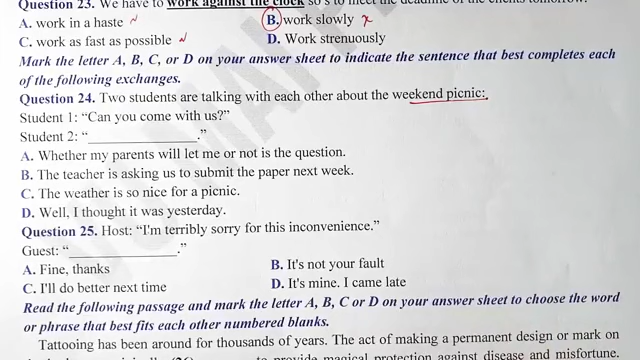 Question 23. We have to work against the clock so's to meet the deadline of the clients tomorrow.
A. work in a haste
B. work slowly
C. work as fast as possible
D. Work strenuously
Mark the letter A, B, C, or D on your answer sheet to indicate the sentence that best completes each
of the following exchanges.
Question 24. Two students are talking with each other about the weekend picnic:
Student 1: “Can you come with us?”
Student 2: “_______________.”
A. Whether my parents will let me or not is the question.
B. The teacher is asking us to submit the paper next week.
C. The weather is so nice for a picnic.
D. Well, I thought it was yesterday.
Question 25. Host: “I'm terribly sorry for this inconvenience.”
Guest: “_______________.”
A. Fine, thanks
B. It's not your fault
C. I'll do better next time
D. It's mine. I came late
Read the following passage and mark the letter A, B, C or D on your answer sheet to choose the word
or phrase that best fits each other numbered blanks.
Tattooing has been around for thousands of years. The act of making a permanent design or mark on
to provide magical protection against disease and misfortune.